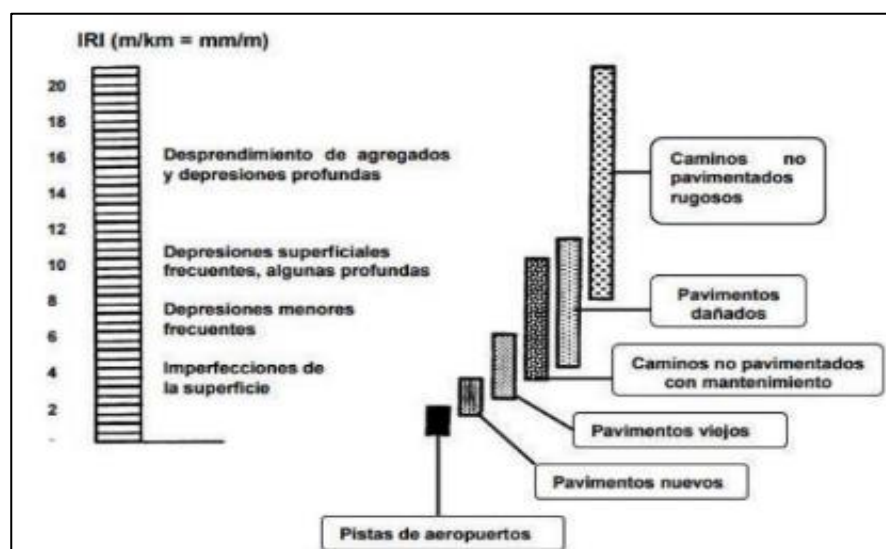 IRI (m/km = mm/m)
20
18
16
14
12
10
8
6
4
2
-
Desprendimiento de agregados
y depresiones profundas
Depresiones superficiales
frecuentes, algunas profundas
Depresiones menores
frecuentes
Imperfecciones de
la superficie
Caminos no
pavimentados
rugosos
Pavimentos
dañados
Caminos no pavimentados
con mantenimiento
Pavimentos viejos
Pavimentos nuevos
Pistas de aeropuertos